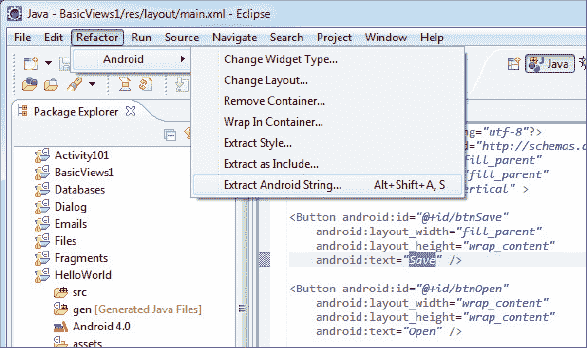 Java - BasicViews1/res/layout/main.xml - Eclipse
File Edit Refactor Run Source Navigate Search Project Window Help
Android
Java
Change Widget Type...
Change Layout...
Remove Container...
Wrap In Container...
Extract Style...
Extract as Include...
Extract Android String... Alt+Shift+A, S
Package Explorer
Activity101
BasicViews1
Databases
Dialog
Emails
Files
Fragments
HelloWorld
src
gen [Generated Java Files]
Android 4.0
assets
ng="utf-8"?>
d="http://schemas.
fill_parent"
"fill_parent"
ertical" >
<Button android:id="@+id/btnSave"
android:layout_width="fill_parent"
android:layout_height="wrap_content"
android:text="Save" />
<Button android:id="@+id/btnOpen"
android:layout_width="wrap_content"
android:layout_height="wrap_content"
android:text="Open" />